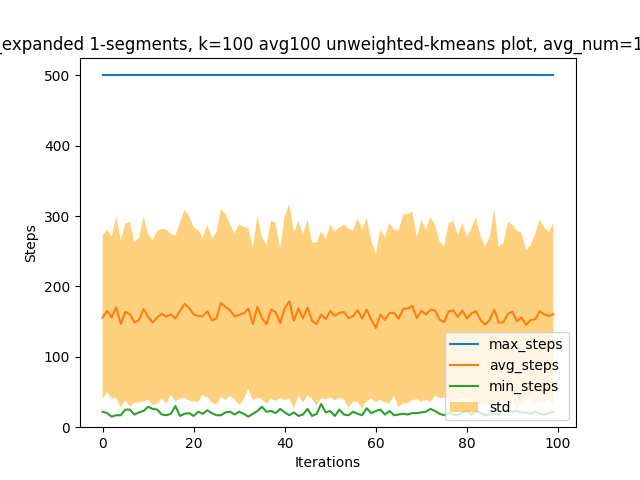 _expanded 1-segments, k=100 avg100 unweighted-kmeans plot, avg_num=1
500
400
300
200
100
0
Steps
max_steps
avg_steps
min_steps
std
0 20 40 60 80 100
Iterations